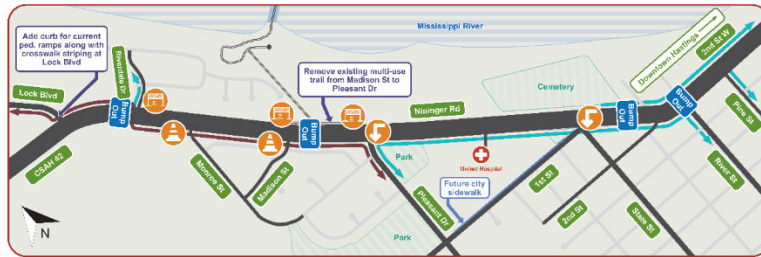 Mississippi River
Add curb for current
ped. ramps along with
crosswalk striping at
Lock Blvd
Riverdale Dr
Remove existing multi-use
trail from Madison St to
Pleasant Dr
Cemetery
Downtown Hastings
2nd St W
Lock Blvd
Bump
Out
Nininger Rd
Bump
Out
Bump
Out
Bump
Out
Pine St
CSAH 42
Monroe St
Madison St
Park
United Hospital
1st St
River St
Future city
sidewalk
Pleasant Dr
2nd St
State St
Park
N